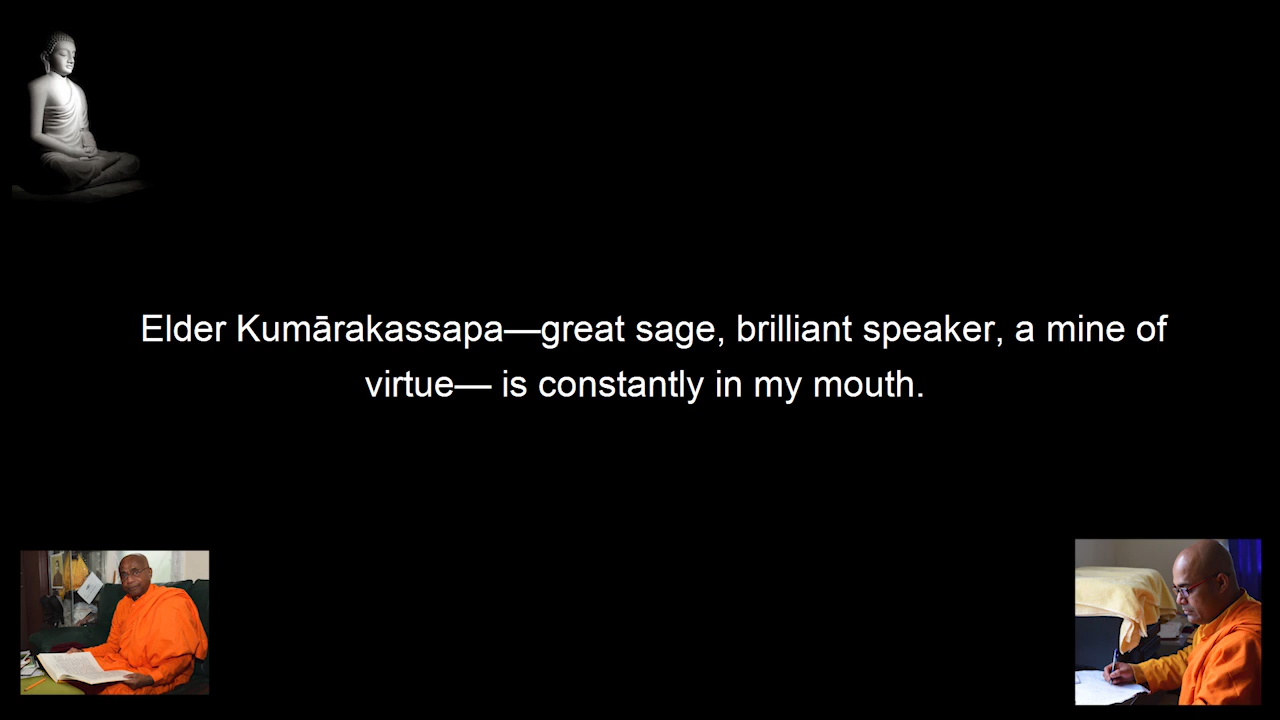 Elder Kumārakassapa—great sage, brilliant speaker, a mine of
virtue— is constantly in my mouth.